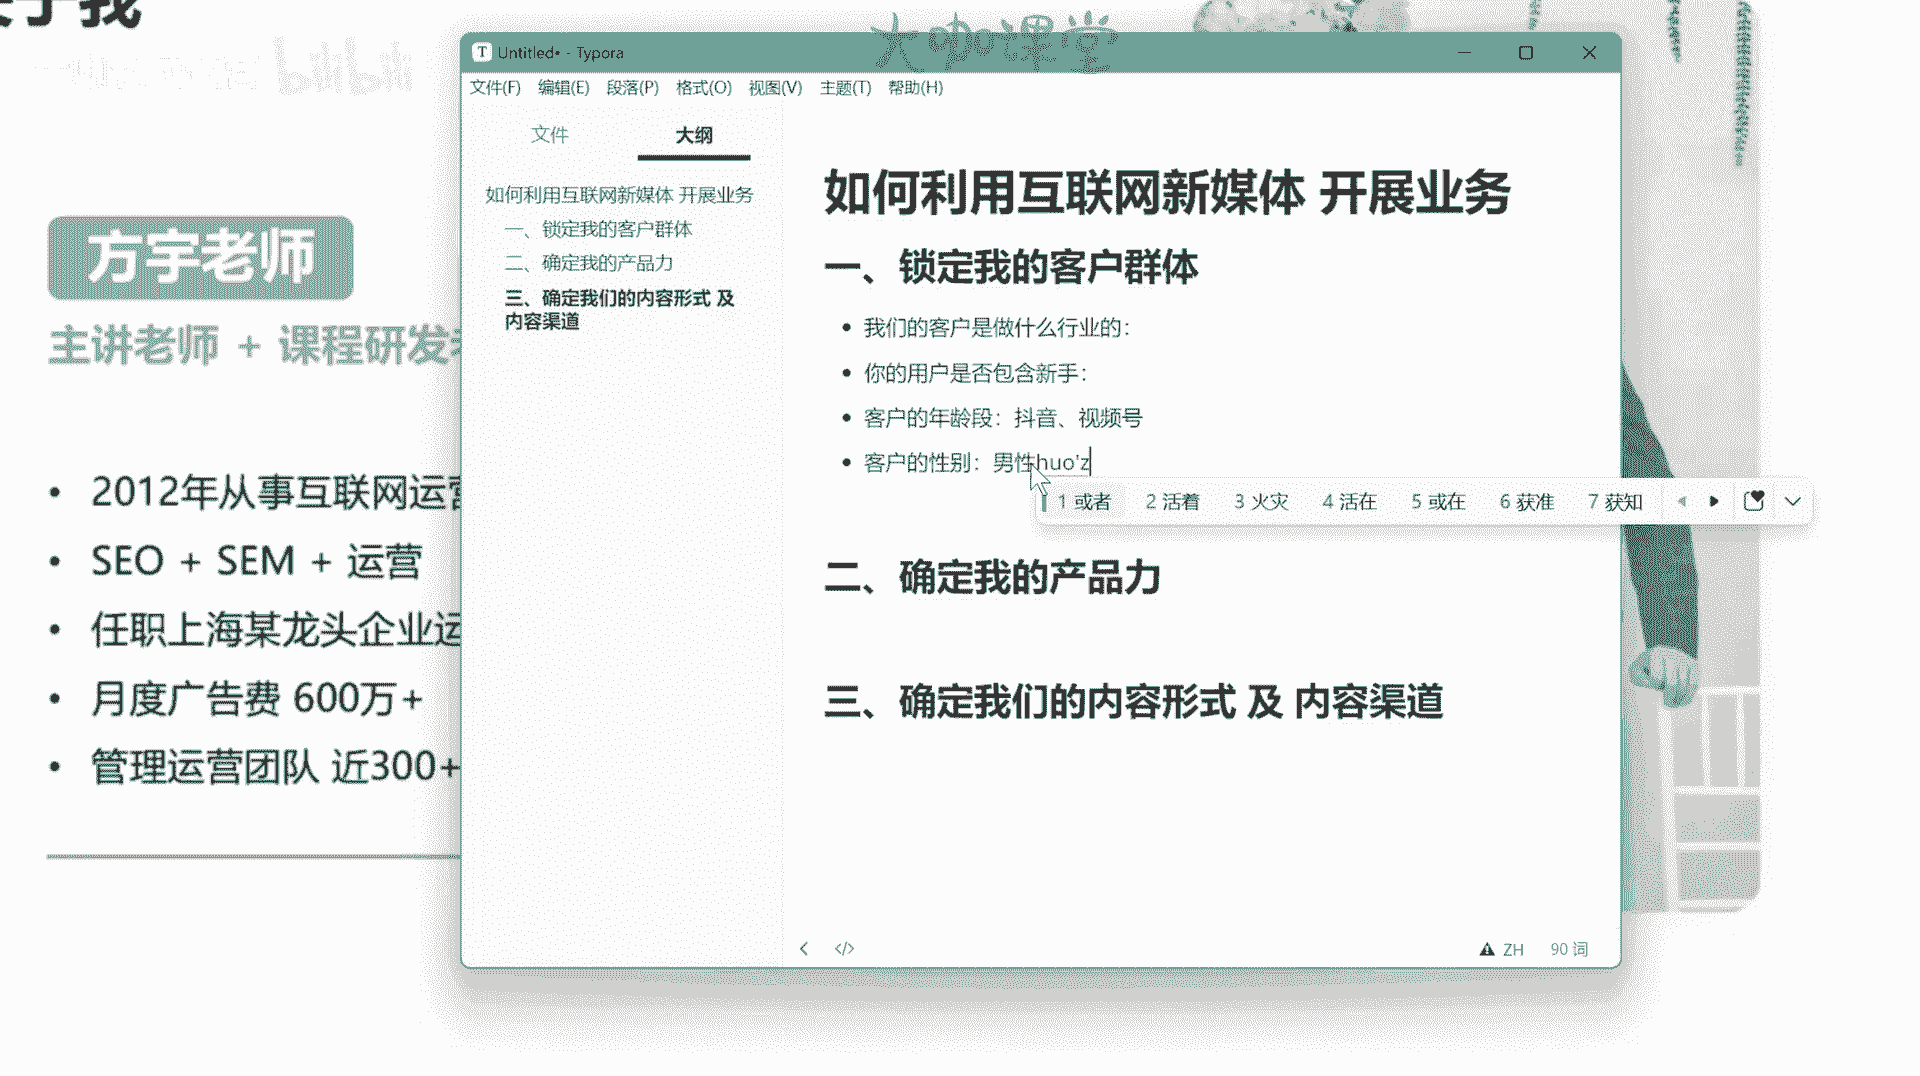 bilibili
大咖课堂
方宇老师
主讲老师 + 课程研发
• 2012年从事互联网运营
• SEO + SEM + 运营
• 任职上海某龙头企业运
• 月度广告费 600万+
• 管理运营团队 近300+
Untitled• - Typora
文件(F) 编辑(E) 段落(P) 格式(O) 视图(V) 主题(T) 帮助(H)
文件 大纲
如何利用互联网新媒体 开展业务
一、锁定我的客户群体
二、确定我的产品力
三、确定我们的内容形式 及
内容渠道
如何利用互联网新媒体 开展业务
一、锁定我的客户群体
• 我们的客户是做什么行业的：
• 你的用户是否包含新手：
• 客户的年龄段：抖音、视频号
• 客户的性别：男性huo'z
1 或者 2 活着 3 火灾 4 活在 5 或在 6 获准 7 获知
二、确定我的产品力
三、确定我们的内容形式 及 内容渠道
ZH 90 词